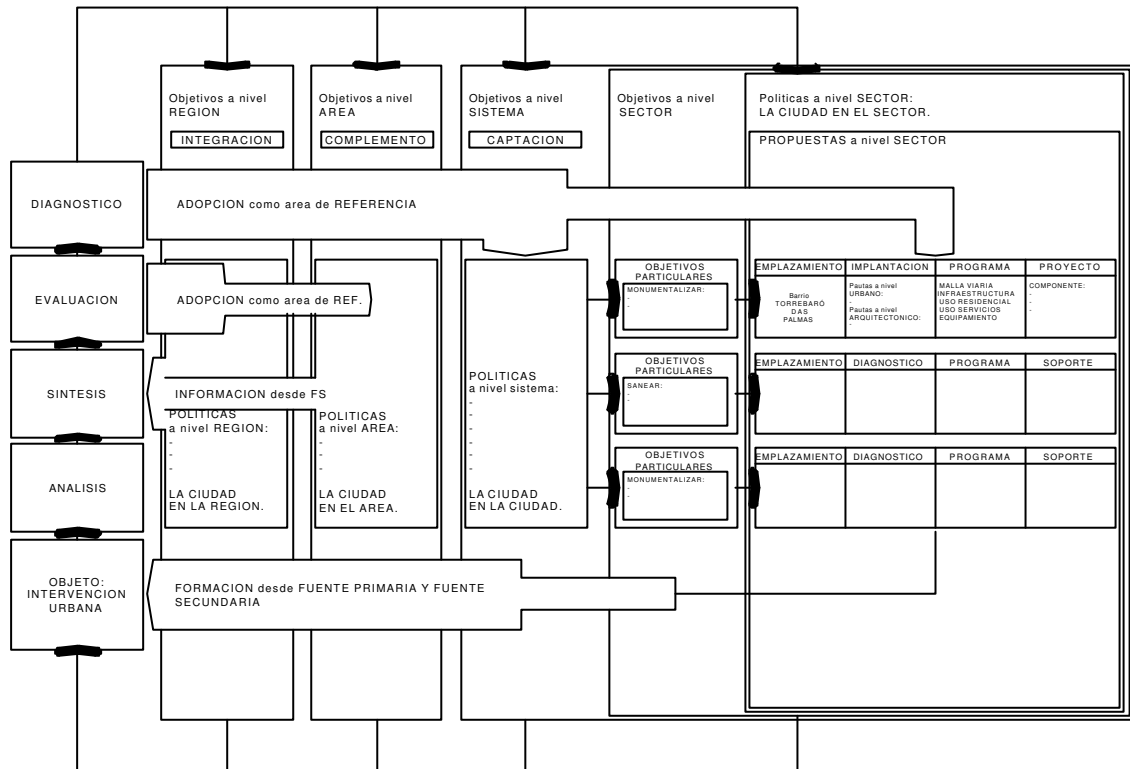 Objetivos a nivel
REGION
INTEGRACION
Objetivos a nivel
AREA
COMPLEMENTO
Objetivos a nivel
SISTEMA
CAPTACION
Objetivos a nivel
SECTOR
Politicas a nivel SECTOR:
LA CIUDAD EN EL SECTOR.
PROPUESTAS a nivel SECTOR
DIAGNOSTICO
ADOPCION como area de REFERENCIA
EVALUACION
ADOPCION como area de REF.
SINTESIS
INFORMACION desde FS
ANALISIS
OBJETO:
INTERVENCION
URBANA
FORMACION desde FUENTE PRIMARIA Y FUENTE
SECUNDARIA
POLITICAS
a nivel REGION:
-
-
-
LA CIUDAD
EN LA REGION.
POLITICAS
a nivel AREA:
-
-
-
LA CIUDAD
EN EL AREA.
POLITICAS
a nivel sistema:
-
-
-
-
-
-
LA CIUDAD
EN LA CIUDAD.
OBJETIVOS
PARTICULARES
MONUMENTALIZAR:
-
-
EMPLAZAMIENTO IMPLANTACION PROGRAMA PROYECTO
Barrio
TORREBARÓ
DAS
PALMAS
Pautas a nivel
URBANO:
-
Pautas a nivel
ARQUITECTONICO:
-
MALLA VIARIA
INFRAESTRUCTURA
USO RESIDENCIAL
USO SERVICIOS
EQUIPAMIENTO
COMPONENTE:
-
-
-
OBJETIVOS
PARTICULARES
SANEAR:
-
-
EMPLAZAMIENTO DIAGNOSTICO PROGRAMA SOPORTE
OBJETIVOS
PARTICULARES
MONUMENTALIZAR:
-
-
EMPLAZAMIENTO DIAGNOSTICO PROGRAMA SOPORTE